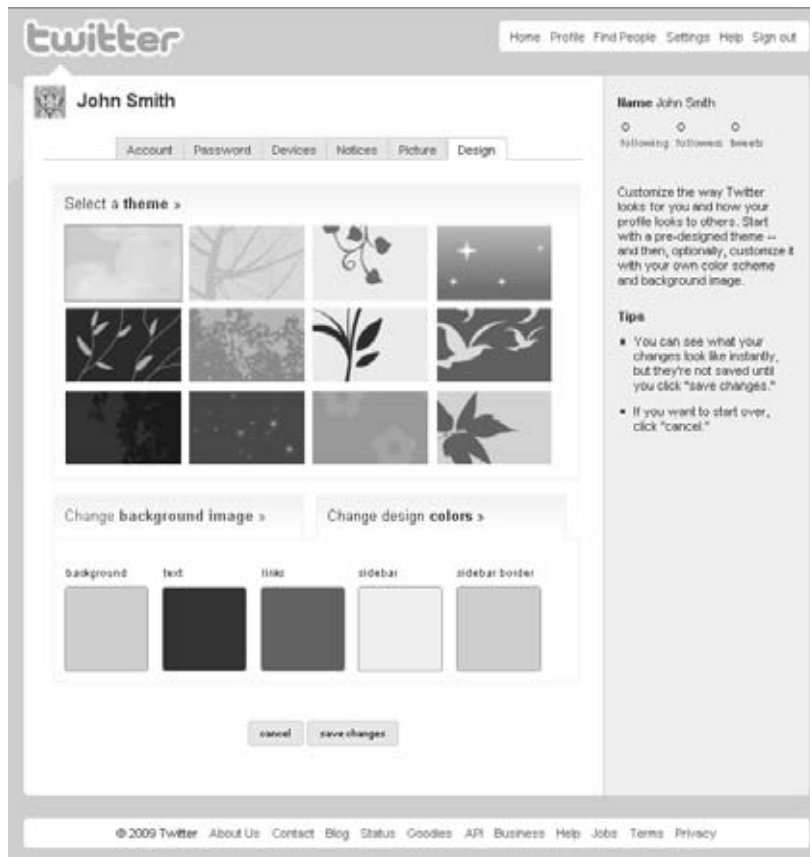 twitter
Home Profile Find People Settings Help Sign out
John Smith
Account Password Devices Notices Picture Design
Select a theme »
Change background image »
Change design colors »
background text links sidebar sidebar border
cancel save changes
Name John Smith
0 0 0
following followers tweets
Customize the way Twitter
looks for you and how your
profile looks to others. Start
with a pre-designed theme --
and then, optionally, customize it
with your own color scheme
and background image.
Tips
You can see what your
changes look like instantly,
but they're not saved until
you click "save changes."
If you want to start over,
click "cancel."
© 2009 Twitter About Us Contact Blog Status Goodies API Business Help Jobs Terms Privacy